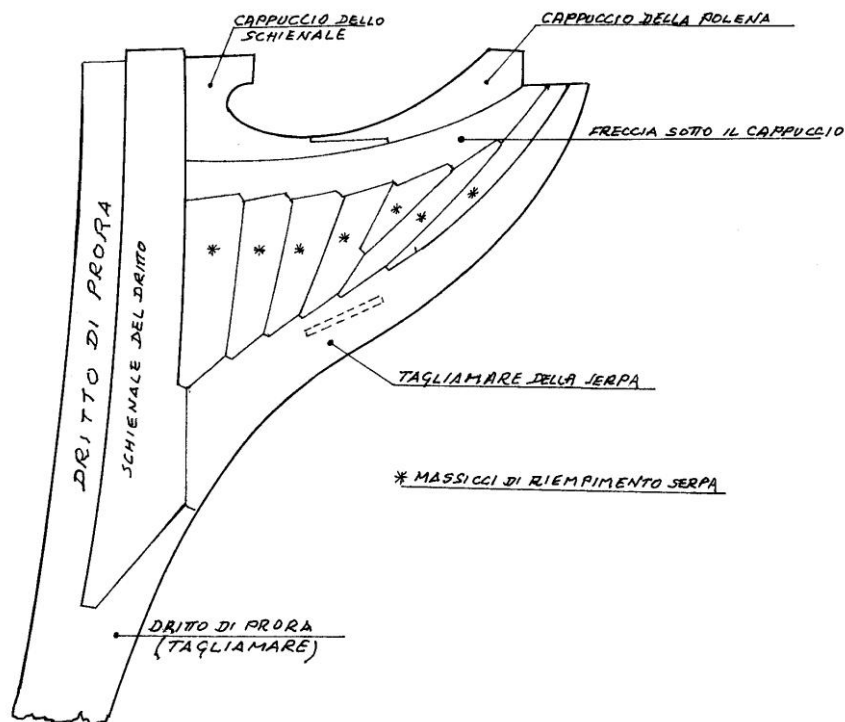 CAPPUCCIO DELLO
SCHIENALE
CAPPUCCIO DELLA POLENA
FRECCIA SOTTO IL CAPPUCCIO
DRITTO DI PRORA
SCHIENALE DEL DRITTO
* * * * * * *
TAGLIAMARE DELLA SERPA
* MASSICCI DI RIEMPIMENTO SERPA
DRITTO DI PRORA
(TAGLIAMARE)